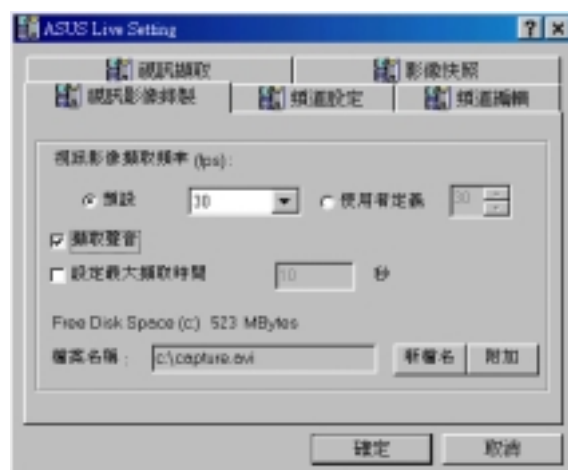 ASUS Live Setting
視訊擷取
影像快照
視訊影像錄製
頻道設定
頻道編輯
視訊影像擷取頻率 (fps) :
預設
30
使用者定義
30
擷取聲音
設定最大擷取時間
10
秒
Free Disk Space (c:) 523 MBytes
檔案名稱 :
c:\capture.avi
新檔名
附加
確定
取消